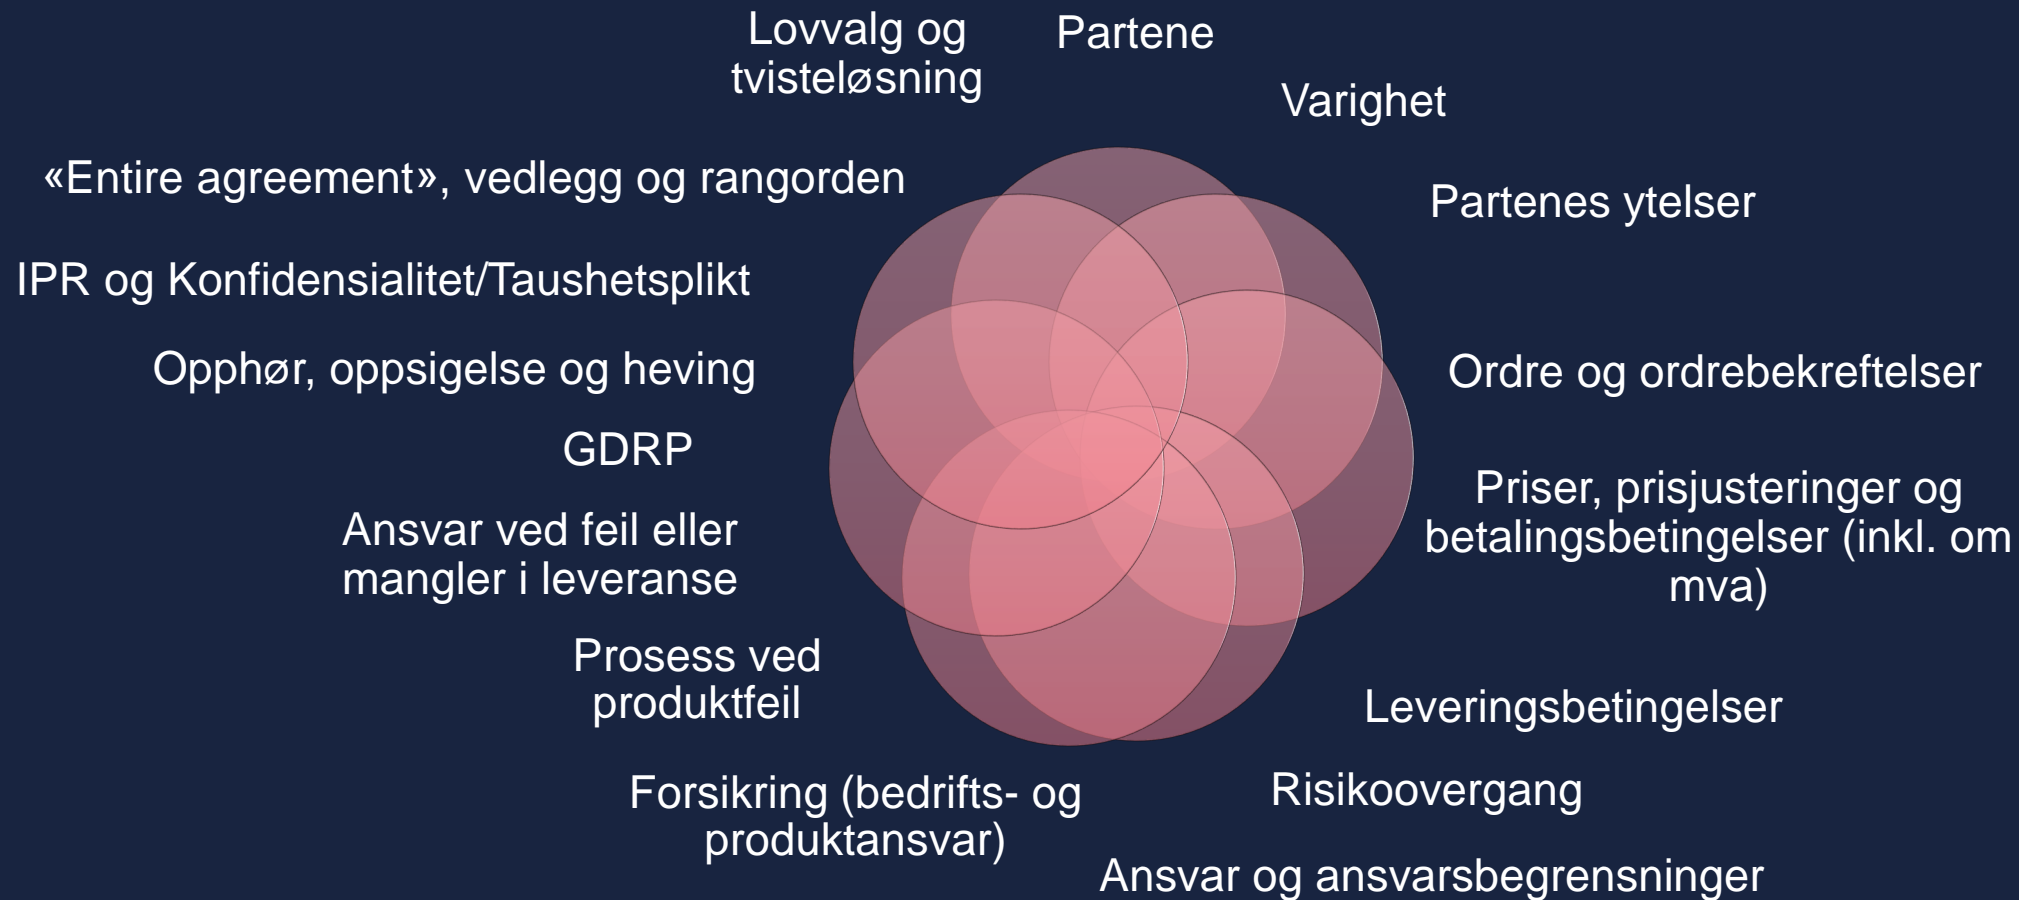 Lovvalg og
tvisteløsning
Partene
Varighet
«Entire agreement», vedlegg og rangorden
Partenes ytelser
IPR og Konfidensialitet/Taushetsplikt
Opphør, oppsigelse og heving
Ordre og ordrebekreftelser
GDRP
Priser, prisjusteringer og
betalingsbetingelser (inkl. om
mva)
Ansvar ved feil eller
mangler i leveranse
Prosess ved
produktfeil
Leveringsbetingelser
Forsikring (bedrifts- og
produktansvar)
Risikoovergang
Ansvar og ansvarsbegrensninger